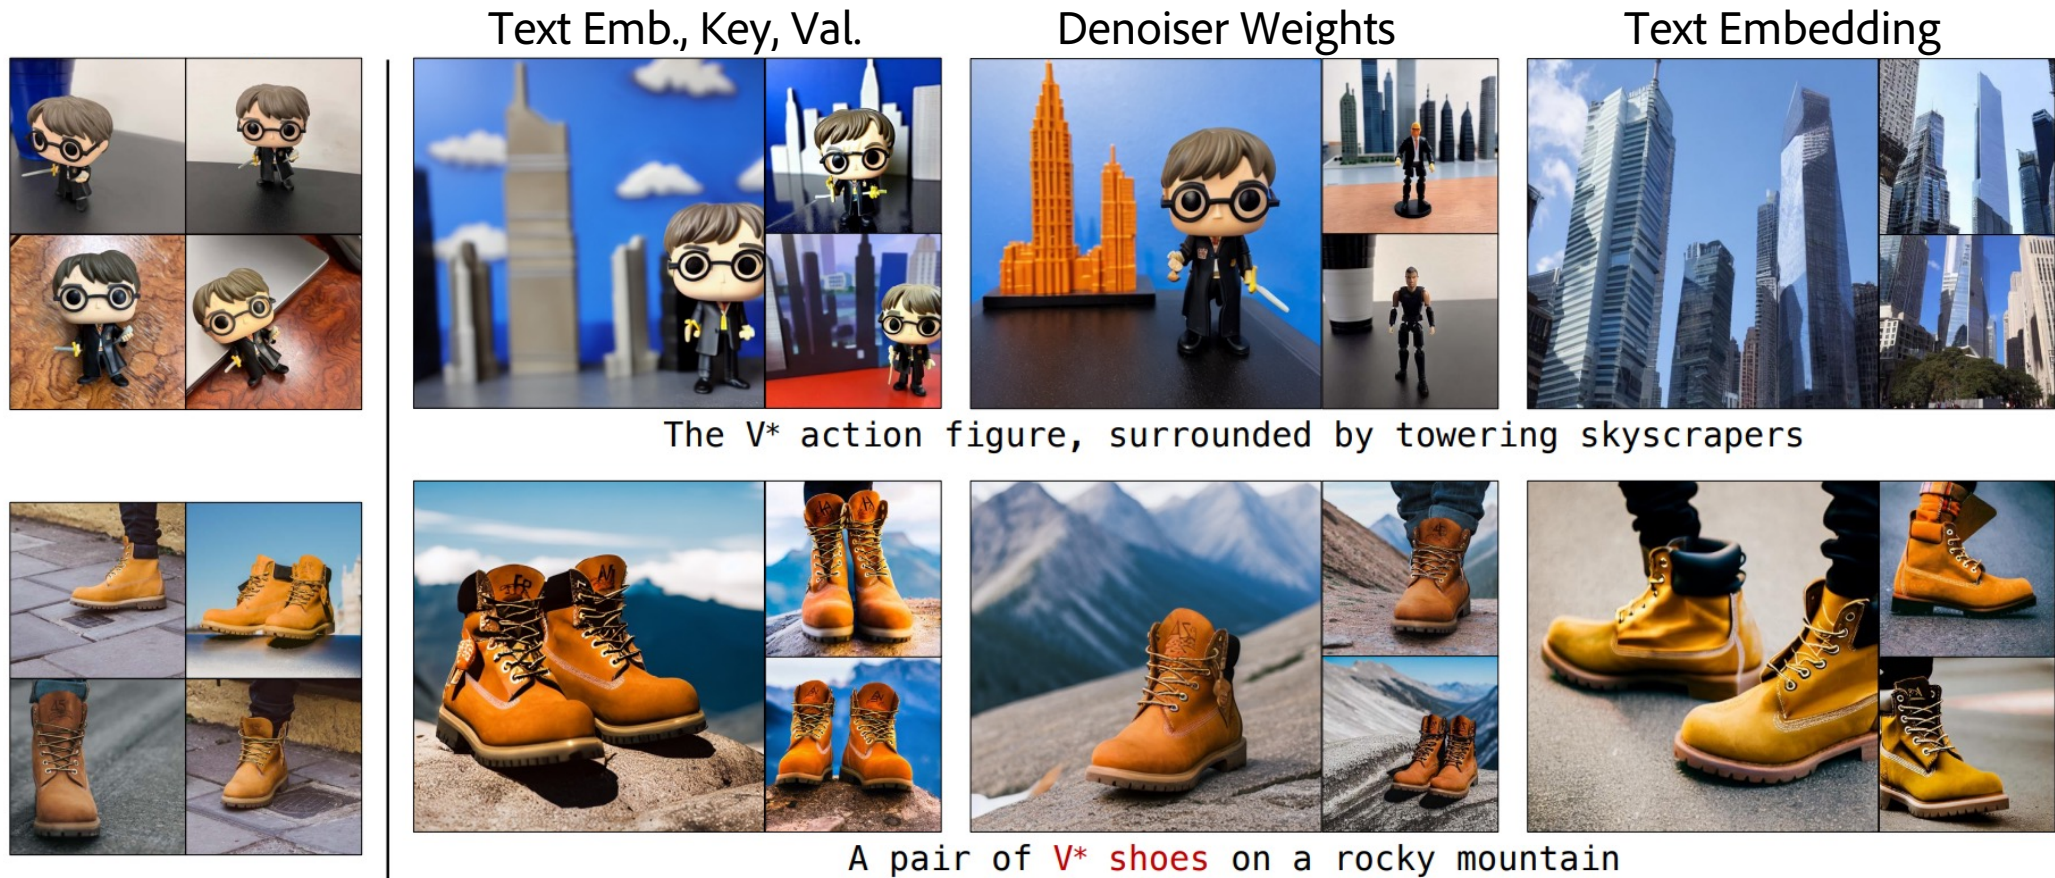 Text Emb., Key, Val.
Denoiser Weights
Text Embedding
The V* action figure, surrounded by towering skyscrapers
A pair of V* shoes on a rocky mountain